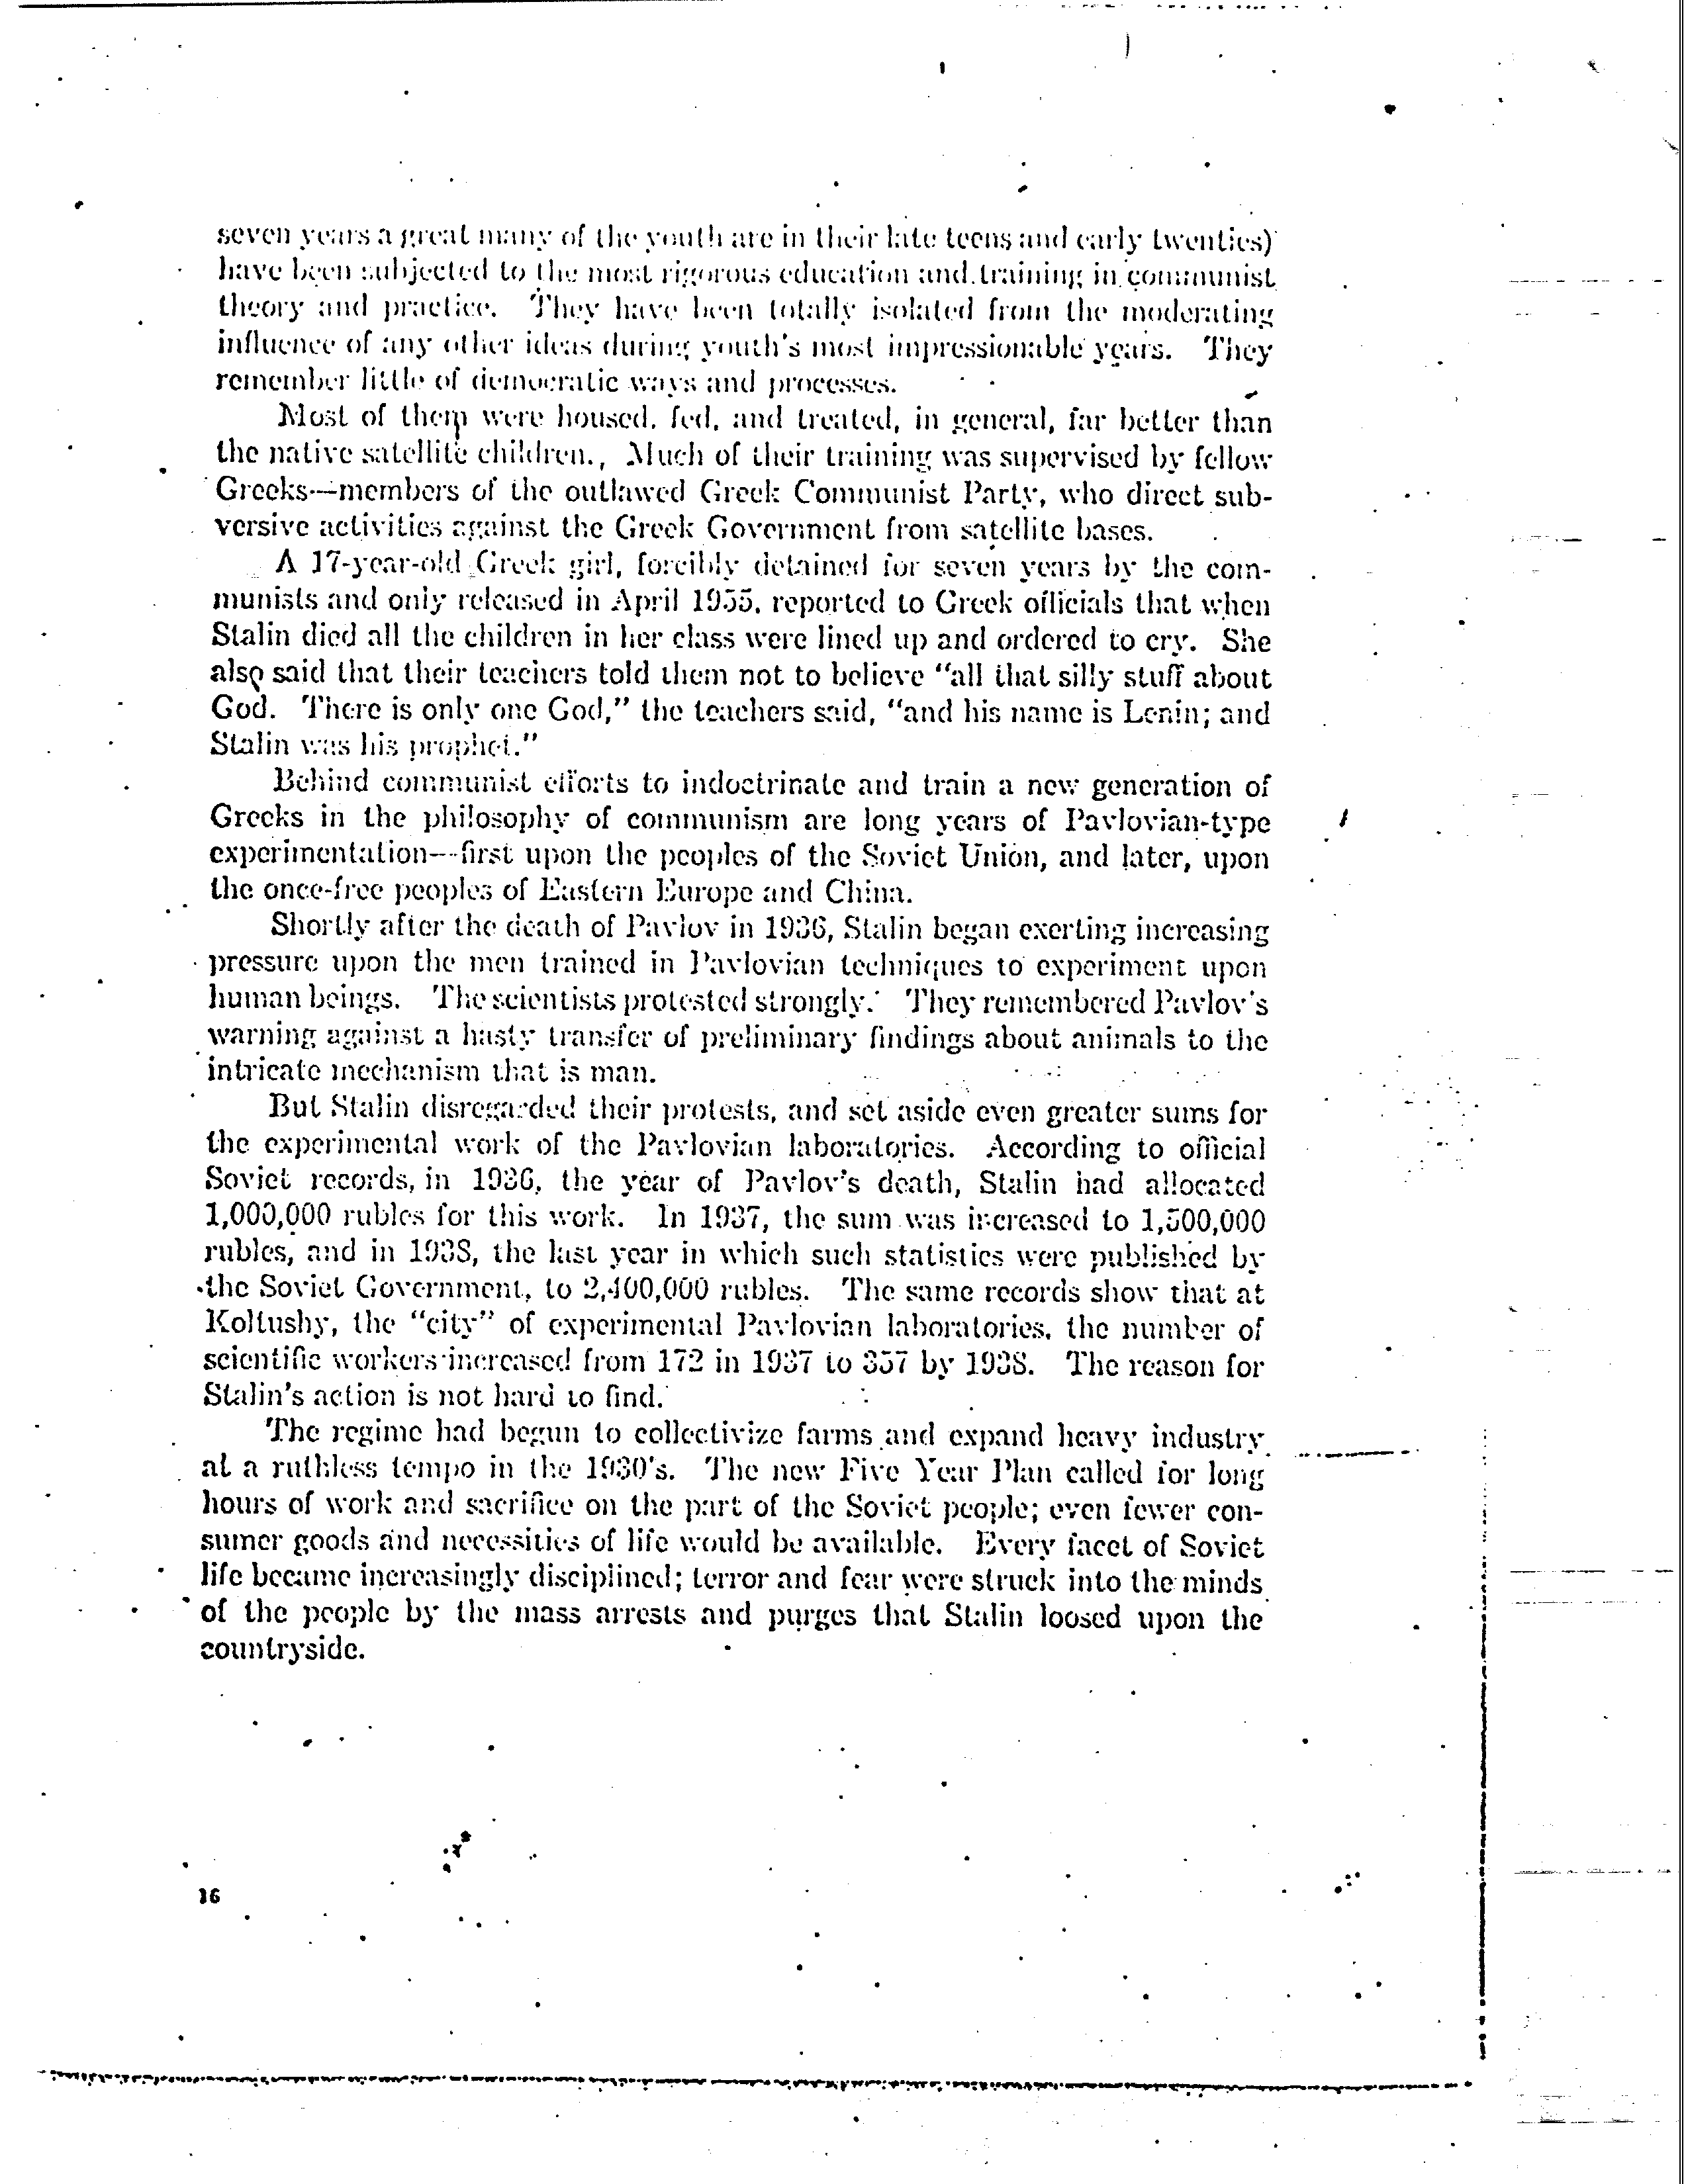 seven years a great many of the youth are in their late teens and early twenties)
have been subjected to the most rigorous education and training in communist
theory and practice. They have been totally isolated from the moderating
influence of any other ideas during youth's most impressionable years. They
remember little of democratic ways and processes.
Most of them were housed, fed, and treated, in general, far better than
the native satellite children., Much of their training was supervised by fellow
Greeks—members of the outlawed Greek Communist Party, who direct sub-
versive activities against the Greek Government from satellite bases.
A 17-year-old Greek girl, forcibly detained for seven years by the com-
munists and only released in April 1955, reported to Greek officials that when
Stalin died all the children in her class were lined up and ordered to cry. She
also said that their teachers told them not to believe "all that silly stuff about
God. There is only one God," the teachers said, "and his name is Lenin; and
Stalin was his prophet."
Behind communist efforts to indoctrinate and train a new generation of
Greeks in the philosophy of communism are long years of Pavlovian-type
experimentation—first upon the peoples of the Soviet Union, and later, upon
the once-free peoples of Eastern Europe and China.
Shortly after the death of Pavlov in 1936, Stalin began exerting increasing
pressure upon the men trained in Pavlovian techniques to experiment upon
human beings. The scientists protested strongly. They remembered Pavlov's
warning against a hasty transfer of preliminary findings about animals to the
intricate mechanism that is man.
But Stalin disregarded their protests, and set aside even greater sums for
the experimental work of the Pavlovian laboratories. According to official
Soviet records, in 1936, the year of Pavlov's death, Stalin had allocated
1,000,000 rubles for this work. In 1937, the sum was increased to 1,500,000
rubles, and in 1938, the last year in which such statistics were published by
the Soviet Government, to 2,400,000 rubles. The same records show that at
Koltushy, the "city" of experimental Pavlovian laboratories, the number of
scientific workers increased from 172 in 1937 to 357 by 1938. The reason for
Stalin's action is not hard to find.
The regime had begun to collectivize farms and expand heavy industry
at a ruthless tempo in the 1930's. The new Five Year Plan called for long
hours of work and sacrifice on the part of the Soviet people; even fewer con-
sumer goods and necessities of life would be available. Every facet of Soviet
life became increasingly disciplined; terror and fear were struck into the minds
of the people by the mass arrests and purges that Stalin loosed upon the
countryside.
16